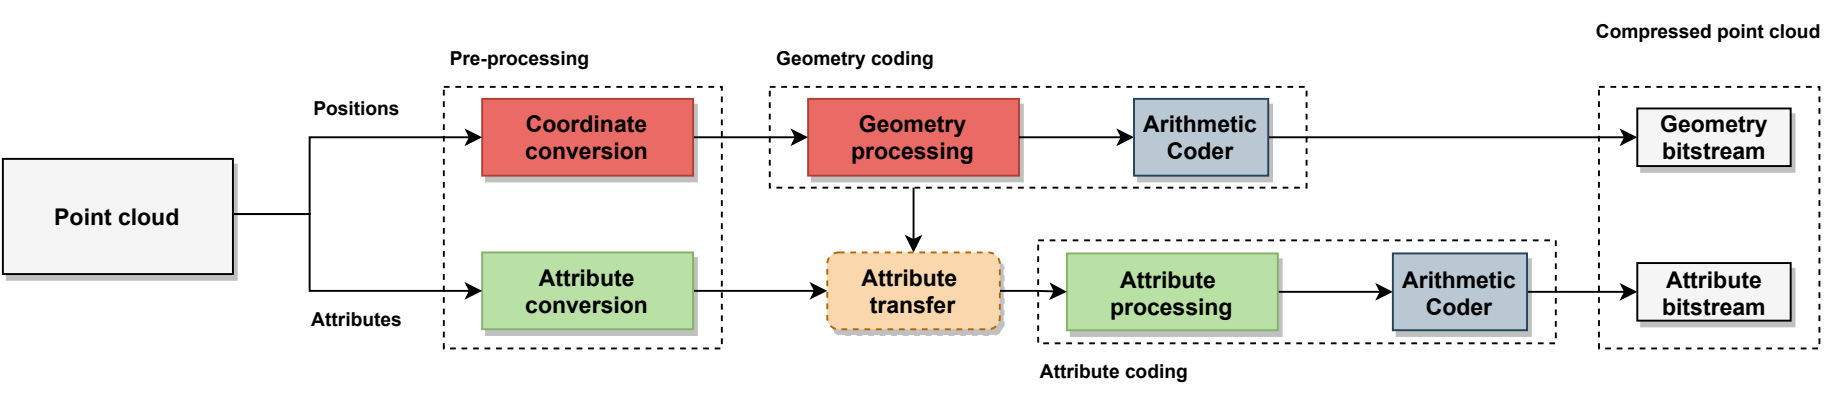 Compressed point cloud
Pre-processing
Geometry coding
Positions
Coordinate
conversion
Geometry
processing
Arithmetic
Coder
Geometry
bitstream
Point cloud
Attribute
conversion
Attribute
transfer
Attribute
processing
Arithmetic
Coder
Attribute
bitstream
Attributes
Attribute coding